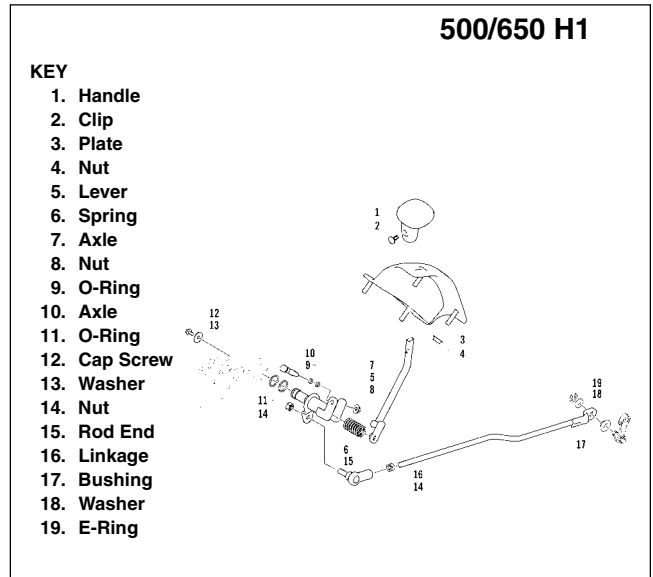 500/650 H1
KEY
1. Handle
2. Clip
3. Plate
4. Nut
5. Lever
6. Spring
7. Axle
8. Nut
9. O-Ring
10. Axle
11. O-Ring
12. Cap Screw
13. Washer
14. Nut
15. Rod End
16. Linkage
17. Bushing
18. Washer
19. E-Ring
1
2
12
13
10
9
3
4
7
5
8
19
18
11
14
17
6
15
16
14